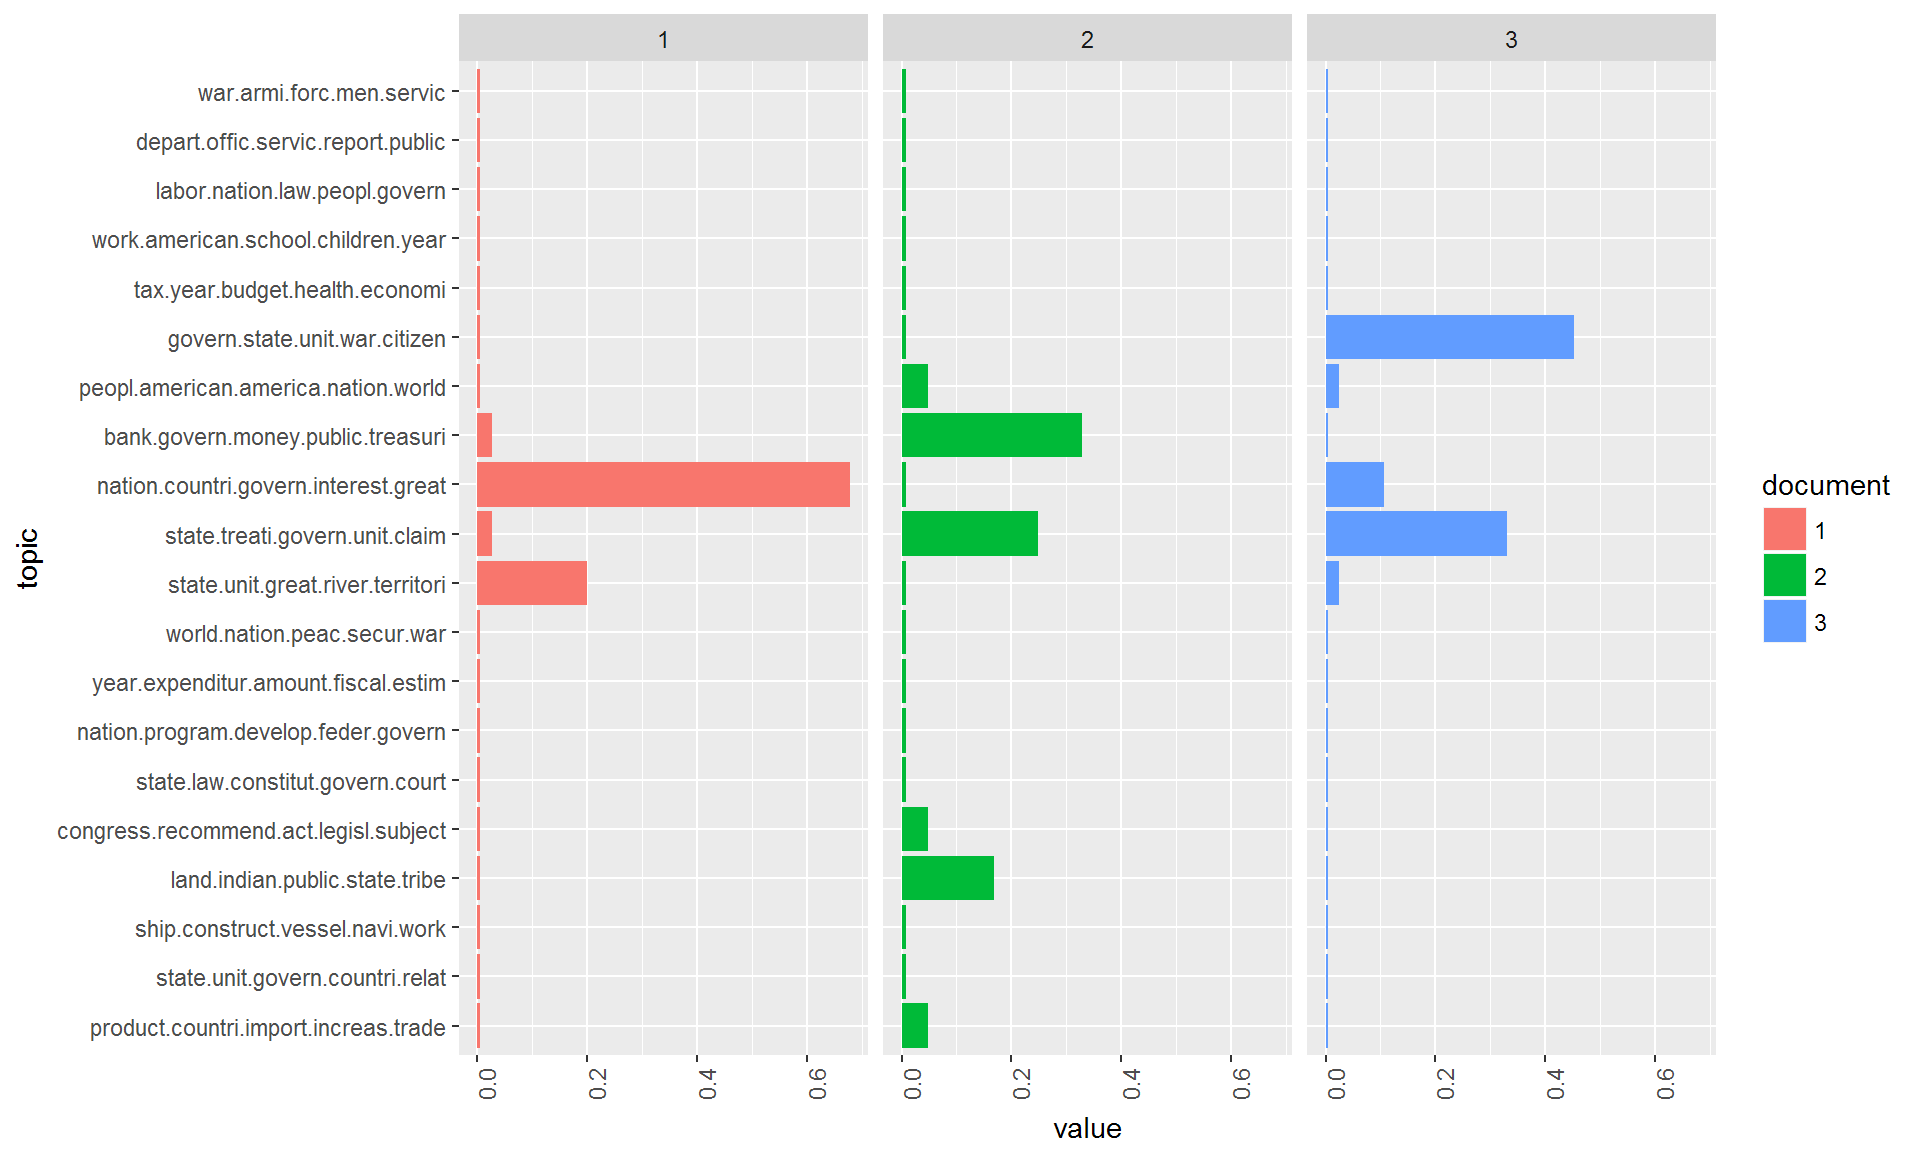 1 2 3
war.armi.forc.men.servic
depart.offic.servic.report.public
labor.nation.law.peopl.govern
work.american.school.children.year
tax.year.budget.health.economi
govern.state.unit.war.citizen
peopl.american.america.nation.world
bank.govern.money.public.treasuri
nation.countri.govern.interest.great
state.treati.govern.unit.claim
state.unit.great.river.territori
world.nation.peac.secur.war
year.expenditur.amount.fiscal.estim
nation.program.develop.feder.govern
state.law.constitut.govern.court
congress.recommend.act.legisl.subject
land.indian.public.state.tribe
ship.construct.vessel.navi.work
state.unit.govern.countri.relat
product.countri.import.increas.trade
topic
0.0 0.2 0.4 0.6 0.0 0.2 0.4 0.6 0.0 0.2 0.4 0.6
value
document
1
2
3